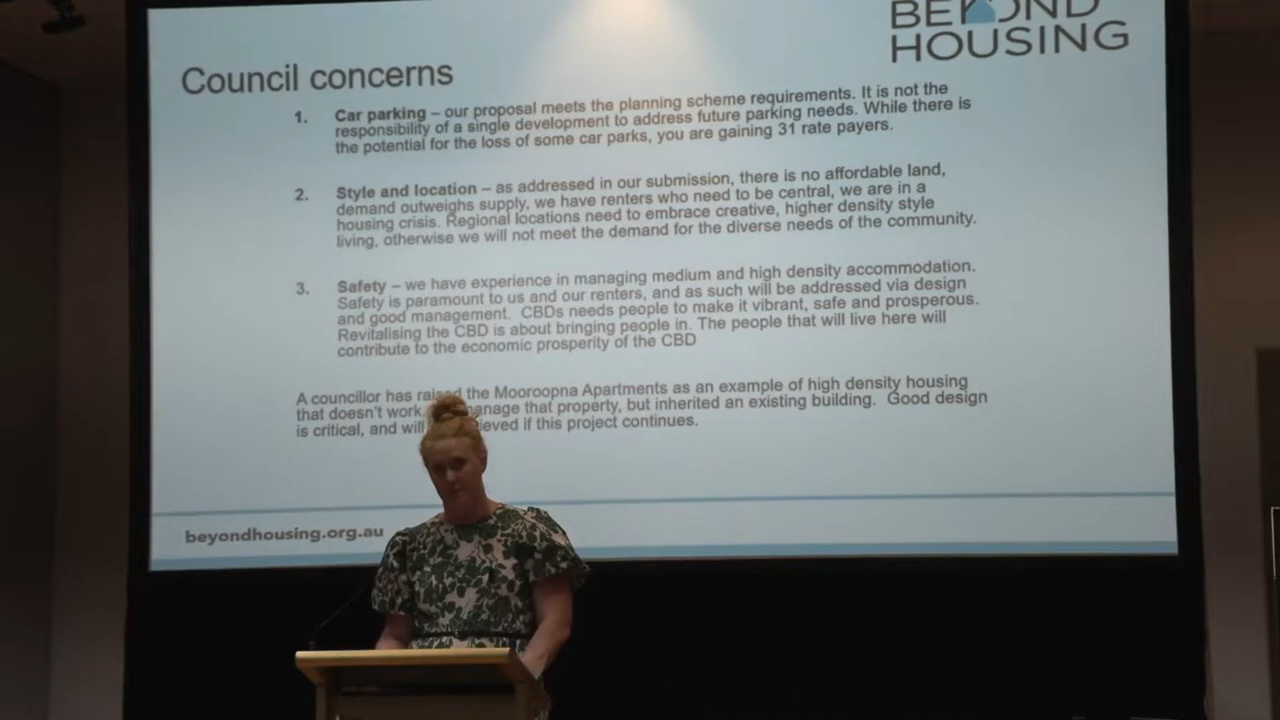 BEYOND
HOUSING
Council concerns
1. Car parking – our proposal meets the planning scheme requirements. It is not the
responsibility of a single development to address future parking needs. While there is
the potential for the loss of some car parks, you are gaining 31 rate payers.
2. Style and location – as addressed in our submission, there is no affordable land,
demand outweighs supply, we have renters who need to be central, we are in a
housing crisis. Regional locations need to embrace creative, higher density style
living, otherwise we will not meet the demand for the diverse needs of the community.
3. Safety – we have experience in managing medium and high density accommodation.
Safety is paramount to us and our renters, and as such will be addressed via design
and good management. CBDs needs people to make it vibrant, safe and prosperous.
Revitalising the CBD is about bringing people in. The people that will live here will
contribute to the economic prosperity of the CBD
A councillor has raised the Mooroopna Apartments as an example of high density housing
that doesn't work. manage that property, but inherited an existing building. Good design
is critical, and will if this project continues.
beyondhousing.org.au